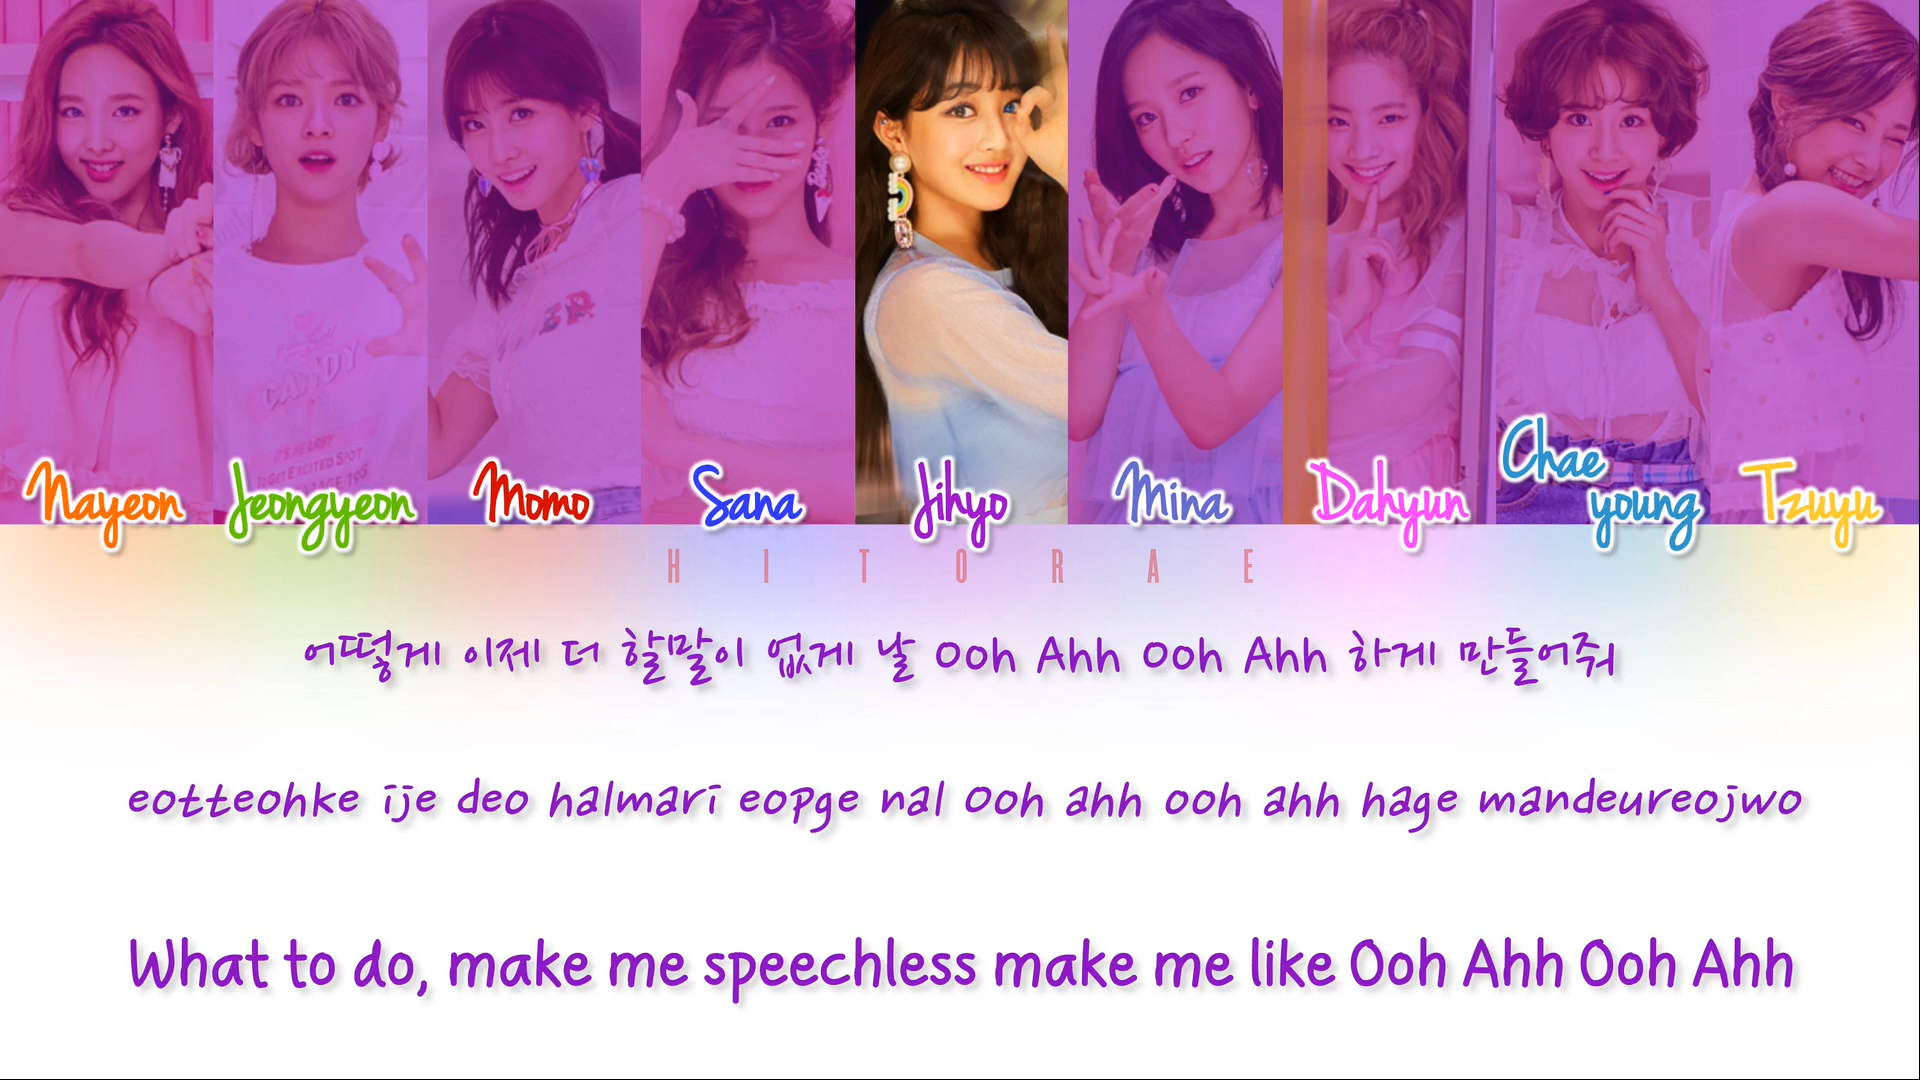 CANDY
Nayeon Jeongyeon Momo Sana Jihyo Mina Dahyun Chae young Tzuyu
HITORAE
어떻게 이제 더 할말이 없게 날 Ooh Ahh Ooh Ahh 하게 만들어줘
eotteohke ije deo halmari eopge nal Ooh ahh ooh ahh hage mandeureojwo
What to do, make me speechless make me like Ooh Ahh Ooh Ahh